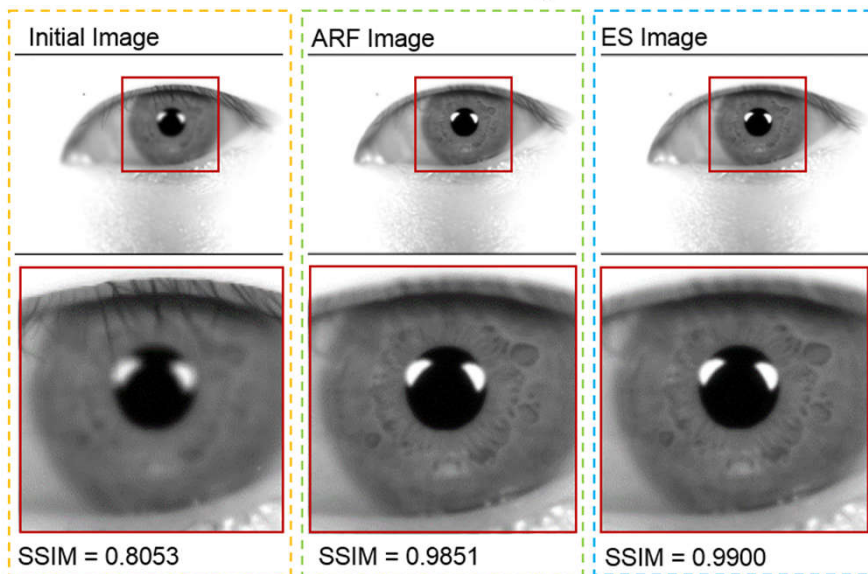 Initial Image
ARF Image
ES Image
SSIM = 0.8053
SSIM = 0.9851
SSIM = 0.9900